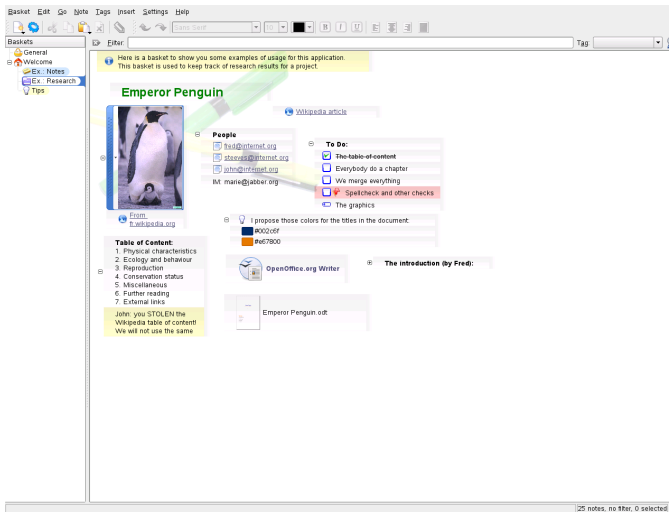 Basket Edit Go Note Tags Insert Settings Help
Sans Serif 10 B I U
Baskets
Filter: Tag:
General
Welcome
Ex.: Notes
Ex.: Research
Tips
Here is a basket to show you some examples of usage for this application.
This basket is used to keep track of research results for a project.
Emperor Penguin
Wikipedia article
From
fr.wikipedia.org
People
fred@internet.org
steeves@internet.org
john@internet.org
IM: marie@jabber.org
To Do:
The table of content
Everybody do a chapter
We merge everything
Spellcheck and other checks
The graphics
I propose those colors for the titles in the document:
#002c6f
#e67800
Table of Content:
1. Physical characteristics
2. Ecology and behaviour
3. Reproduction
4. Conservation status
5. Miscellaneous
6. Further reading
7. External links
John: you STOLEN the
Wikipedia table of content!
We will not use the same
OpenOffice.org Writer
The introduction (by Fred):
Emperor Penguin.odt
25 notes, no filter, 0 selected